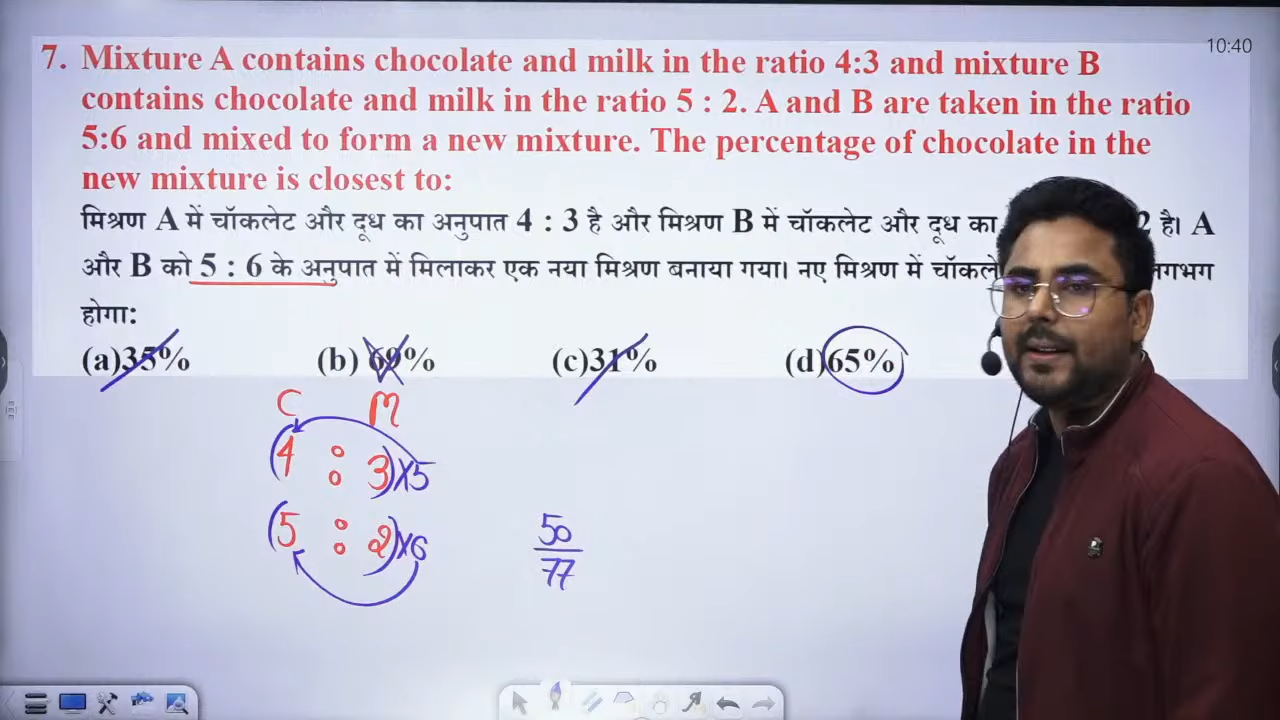 10:40
7. Mixture A contains chocolate and milk in the ratio 4:3 and mixture B
contains chocolate and milk in the ratio 5 : 2. A and B are taken in the ratio
5:6 and mixed to form a new mixture. The percentage of chocolate in the
new mixture is closest to:
मिश्रण A में चॉकलेट और दूध का अनुपात 4 : 3 है और मिश्रण B में चॉकलेट और दूध का 2 है। A
और B को 5 : 6 के अनुपात में मिलाकर एक नया मिश्रण बनाया गया। नए मिश्रण में
होगा:
(a)35% (b) 69% (c)31% (d)65%
C M
(4 : 3)×5
(5 : 2)×6
50
77